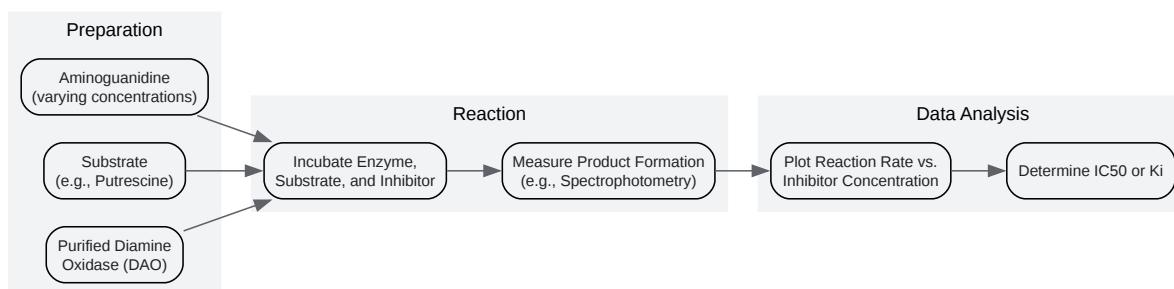 Preparation
Aminoguanidine
(varying concentrations)
Substrate
(e.g., Putrescine)
Purified Diamine
Oxidase (DAO)
Reaction
Incubate Enzyme,
Substrate, and Inhibitor
Measure Product Formation
(e.g., Spectrophotometry)
Data Analysis
Plot Reaction Rate vs.
Inhibitor Concentration
Determine IC50 or Ki